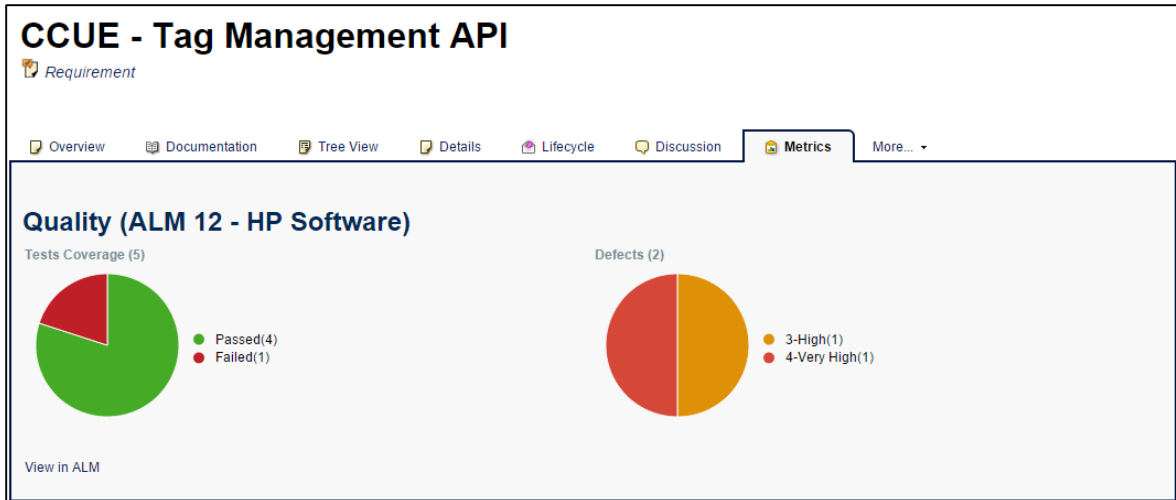 CCUE - Tag Management API
Requirement
Overview Documentation Tree View Details Lifecycle Discussion Metrics More...
Quality (ALM 12 - HP Software)
Tests Coverage (5)
Passed(4)
Failed(1)
Defects (2)
3-High(1)
4-Very High(1)
View in ALM